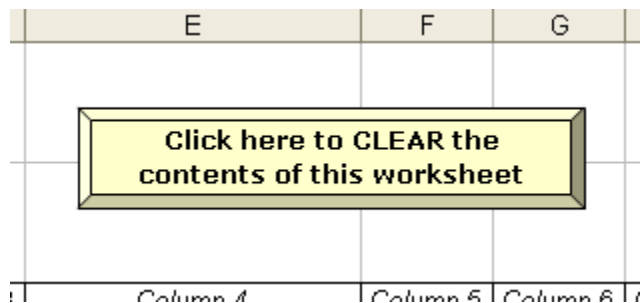 E F G
Click here to CLEAR the
contents of this worksheet
Column 4 Column 5 Column 6